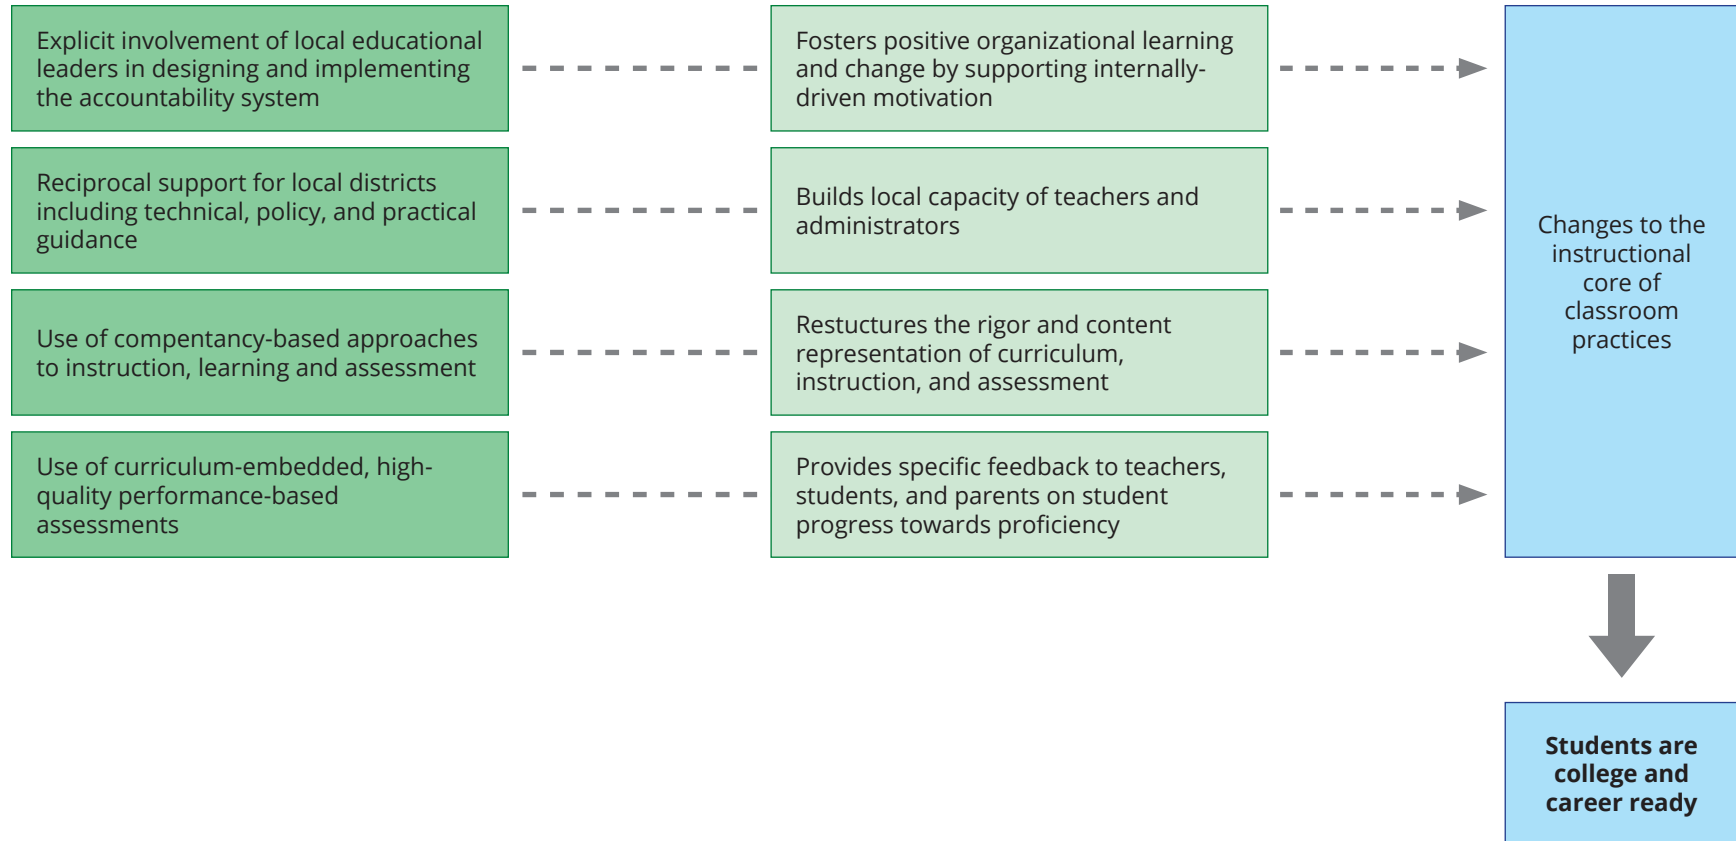 Explicit involvement of local educational
leaders in designing and implementing
the accountability system
Fosters positive organizational learning
and change by supporting internally-
driven motivation
Reciprocal support for local districts
including technical, policy, and practical
guidance
Builds local capacity of teachers and
administrators
Use of compentancy-based approaches
to instruction, learning and assessment
Restuctures the rigor and content
representation of curriculum,
instruction, and assessment
Use of curriculum-embedded, high-
quality performance-based
assessments
Provides specific feedback to teachers,
students, and parents on student
progress towards proficiency
Changes to the
instructional
core of
classroom
practices
Students are
college and
career ready